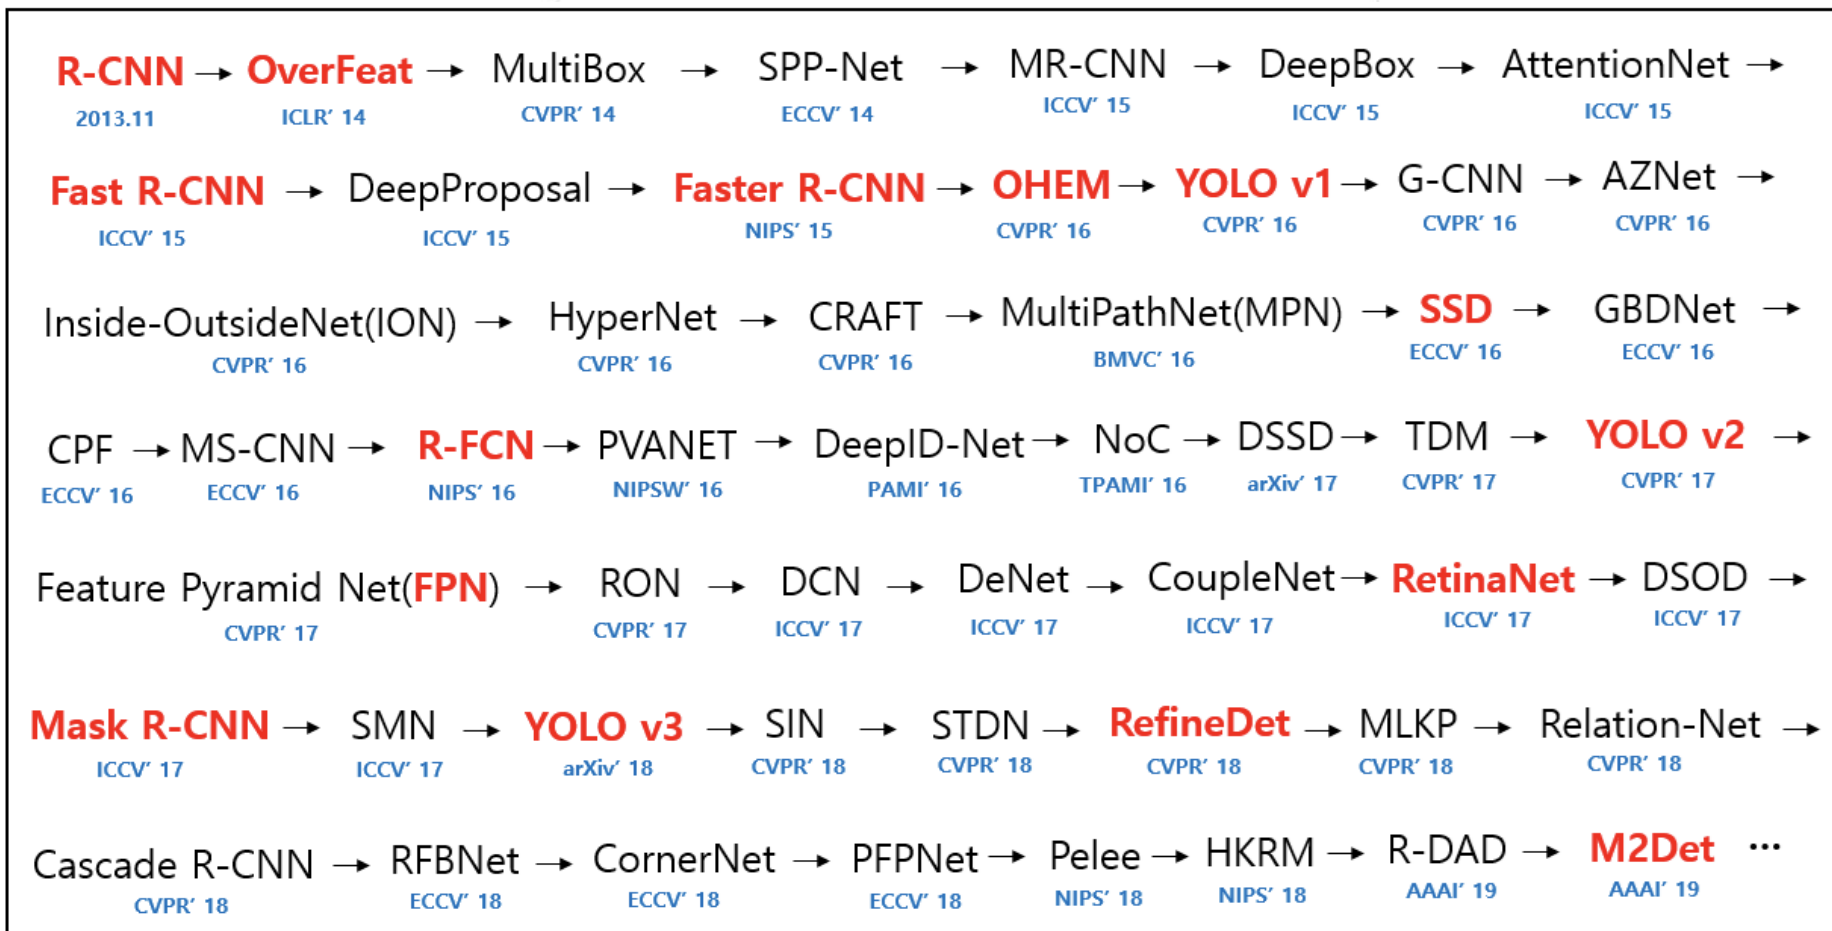 R-CNN → OverFeat → MultiBox → SPP-Net → MR-CNN → DeepBox → AttentionNet →
2013.11 ICLR' 14 CVPR' 14 ECCV' 14 ICCV' 15 ICCV' 15 ICCV' 15
Fast R-CNN → DeepProposal → Faster R-CNN → OHEM → YOLO v1 → G-CNN → AZNet →
ICCV' 15 ICCV' 15 NIPS' 15 CVPR' 16 CVPR' 16 CVPR' 16 CVPR' 16
Inside-OutsideNet(ION) → HyperNet → CRAFT → MultiPathNet(MPN) → SSD → GBDNet →
CVPR' 16 CVPR' 16 CVPR' 16 BMVC' 16 ECCV' 16 ECCV' 16
CPF → MS-CNN → R-FCN → PVANET → DeepID-Net → NoC → DSSD → TDM → YOLO v2 →
ECCV' 16 ECCV' 16 NIPS' 16 NIPSW' 16 PAMI' 16 TPAMI' 16 arXiv' 17 CVPR' 17 CVPR' 17
Feature Pyramid Net(FPN) → RON → DCN → DeNet → CoupleNet → RetinaNet → DSOD →
CVPR' 17 CVPR' 17 ICCV' 17 ICCV' 17 ICCV' 17 ICCV' 17 ICCV' 17
Mask R-CNN → SMN → YOLO v3 → SIN → STDN → RefineDet → MLKP → Relation-Net →
ICCV' 17 ICCV' 17 arXiv' 18 CVPR' 18 CVPR' 18 CVPR' 18 CVPR' 18 CVPR' 18
Cascade R-CNN → RFBNet → CornerNet → PFPNet → Pelee → HKRM → R-DAD → M2Det ...
CVPR' 18 ECCV' 18 ECCV' 18 ECCV' 18 NIPS' 18 NIPS' 18 AAAI' 19 AAAI' 19